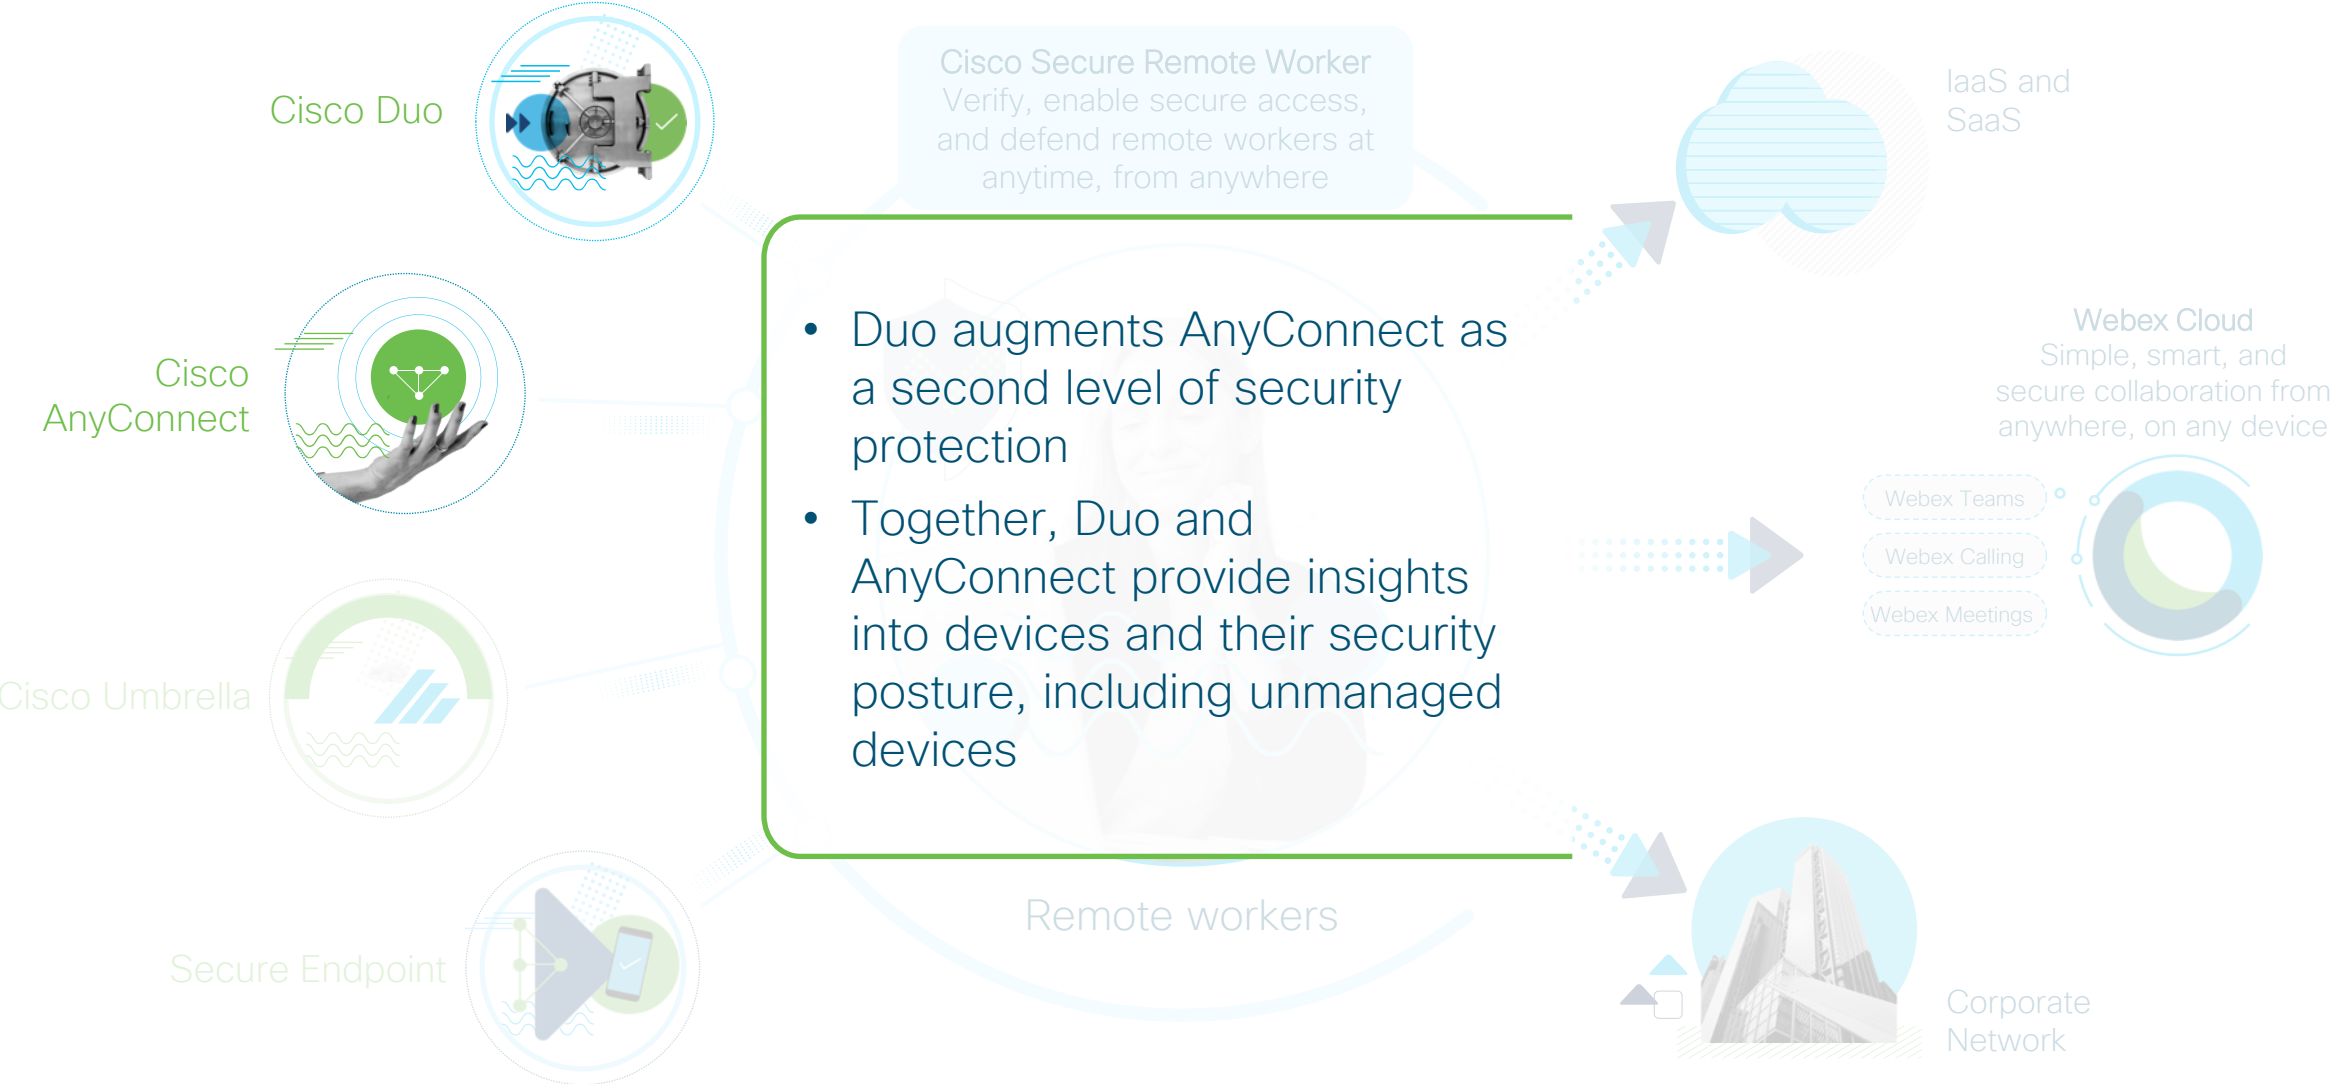 Cisco Duo
Cisco
AnyConnect
Cisco Umbrella
Secure Endpoint
Cisco Secure Remote Worker
Verify, enable secure access,
and defend remote workers at
anytime, from anywhere
• Duo augments AnyConnect as
a second level of security
protection
• Together, Duo and
AnyConnect provide insights
into devices and their security
posture, including unmanaged
devices
Remote workers
IaaS and
SaaS
Webex Cloud
Simple, smart, and
secure collaboration from
anywhere, on any device
Webex Teams
Webex Calling
Webex Meetings
Corporate
Network